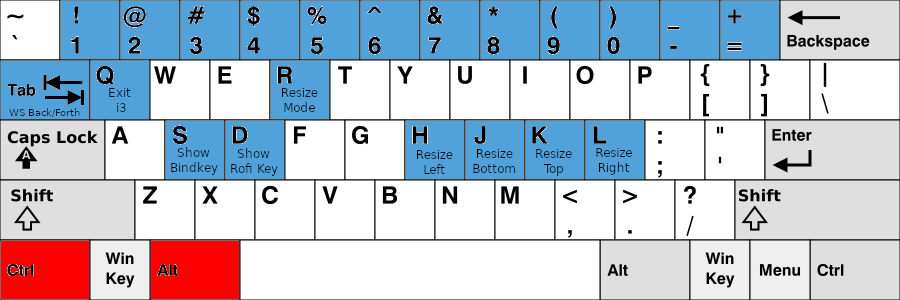 ~ ! @ # $ % ^ & * ( ) _ +
` 1 2 3 4 5 6 7 8 9 0 - = Backspace
Tab Q W E R T Y U I O P { } |
WS Back/Forth Exit i3 Resize Mode [ ] \
Caps Lock A S D F G H J K L : " Enter
A Show Bindkey Show Rofi Key Resize Left Resize Bottom Resize Top Resize Right ; '
Shift Z X C V B N M < > ? Shift
, . /
Ctrl Win Key Alt Alt Win Key Menu Ctrl